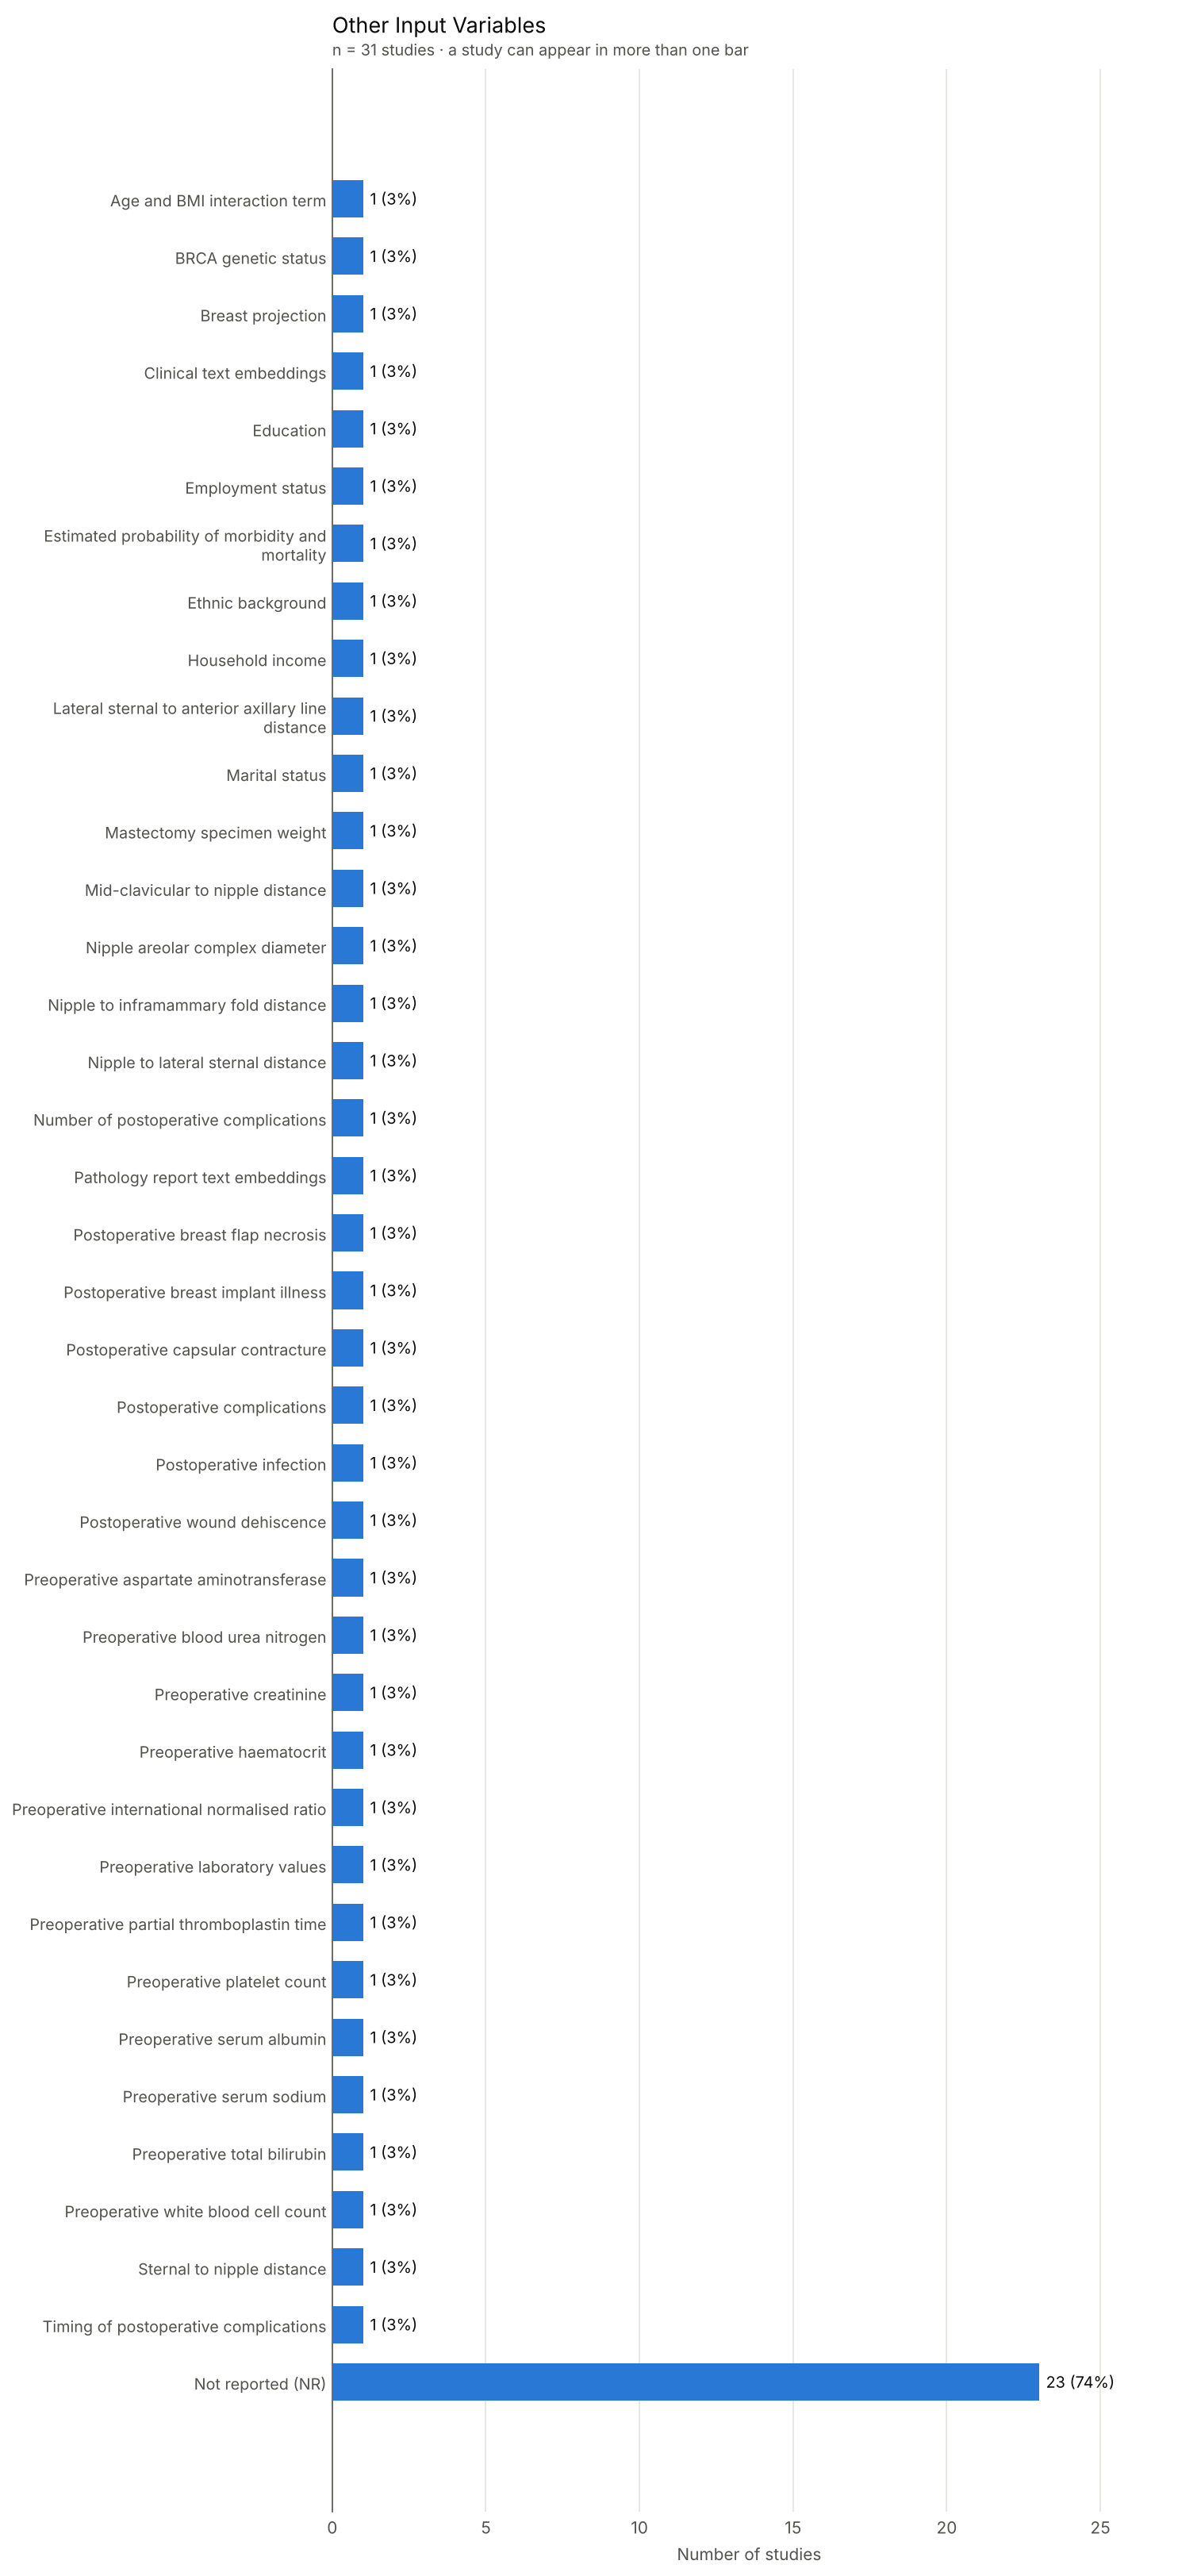 Other Input Variables
n = 31 studies · a study can appear in more than one bar
Age and BMI interaction term 1 (3%)
BRCA genetic status 1 (3%)
Breast projection 1 (3%)
Clinical text embeddings 1 (3%)
Education 1 (3%)
Employment status 1 (3%)
Estimated probability of morbidity and
mortality 1 (3%)
Ethnic background 1 (3%)
Household income 1 (3%)
Lateral sternal to anterior axillary line
distance 1 (3%)
Marital status 1 (3%)
Mastectomy specimen weight 1 (3%)
Mid-clavicular to nipple distance 1 (3%)
Nipple areolar complex diameter 1 (3%)
Nipple to inframammary fold distance 1 (3%)
Nipple to lateral sternal distance 1 (3%)
Number of postoperative complications 1 (3%)
Pathology report text embeddings 1 (3%)
Postoperative breast flap necrosis 1 (3%)
Postoperative breast implant illness 1 (3%)
Postoperative capsular contracture 1 (3%)
Postoperative complications 1 (3%)
Postoperative infection 1 (3%)
Postoperative wound dehiscence 1 (3%)
Preoperative aspartate aminotransferase 1 (3%)
Preoperative blood urea nitrogen 1 (3%)
Preoperative creatinine 1 (3%)
Preoperative haematocrit 1 (3%)
Preoperative international normalised ratio 1 (3%)
Preoperative laboratory values 1 (3%)
Preoperative partial thromboplastin time 1 (3%)
Preoperative platelet count 1 (3%)
Preoperative serum albumin 1 (3%)
Preoperative serum sodium 1 (3%)
Preoperative total bilirubin 1 (3%)
Preoperative white blood cell count 1 (3%)
Sternal to nipple distance 1 (3%)
Timing of postoperative complications 1 (3%)
Not reported (NR) 23 (74%)
0 5 10 15 20 25
Number of studies